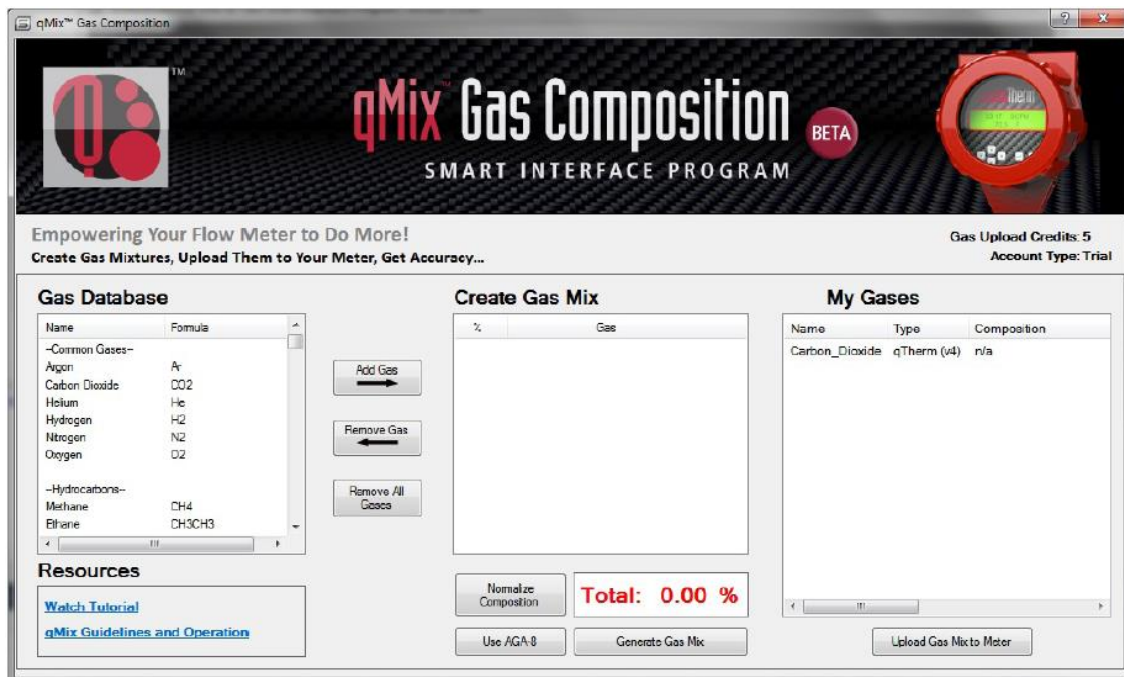 qMix™ Gas Composition
TM
qMix™ Gas Composition BETA
SMART INTERFACE PROGRAM
Empowering Your Flow Meter to Do More!
Create Gas Mixtures, Upload Them to Your Meter, Get Accuracy...
Gas Upload Credits: 5
Account Type: Trial
Gas Database
Name Formula
--Common Gases--
Argon Ar
Carbon Dioxide CO2
Helium He
Hydrogen H2
Nitrogen N2
Oxygen O2
--Hydrocarbons--
Methane CH4
Ethane CH3CH3
Resources
Watch Tutorial
qMix Guidelines and Operation
Add Gas
Remove Gas
Remove All
Gases
Create Gas Mix
% Gas
Normalize
Composition
Total: 0.00 %
Use AGA-8
Generate Gas Mix
My Gases
Name Type Composition
Carbon_Dioxide qTherm (v4) n/a
Upload Gas Mix to Meter